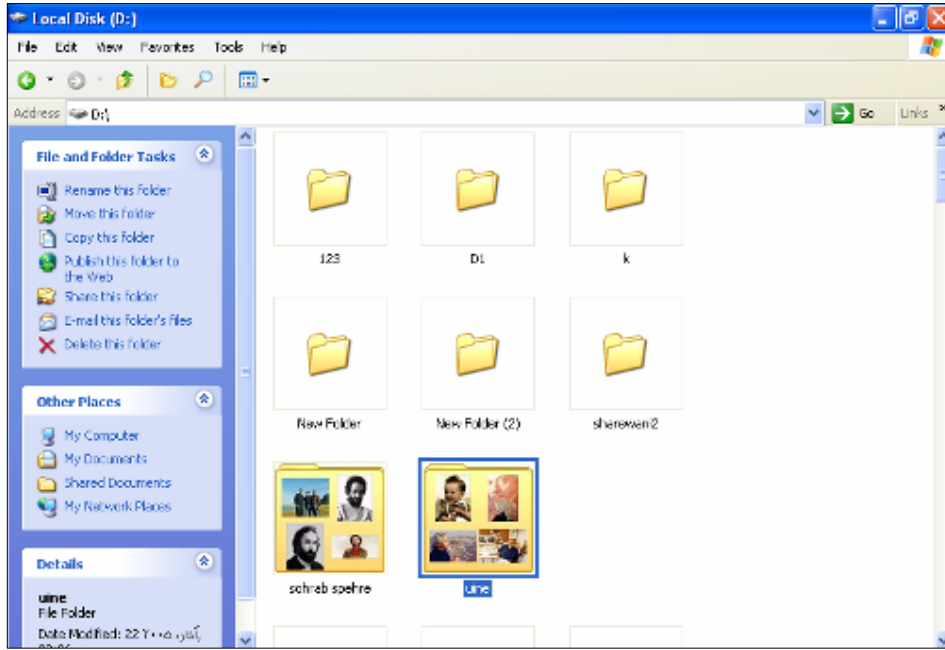 Local Disk (D:)
File Edit View Favorites Tools Help
Address D:\ Go Links »
File and Folder Tasks
Rename this folder
Move this folder
Copy this folder
Publish this folder to
the Web
Share this folder
E-mail this folder's files
Delete this folder
Other Places
My Computer
My Documents
Shared Documents
My Network Places
Details
uine
File Folder
Date Modified: 22
123 D1 k
New Folder New Folder (2) sharewani2
sohrab spehre uine